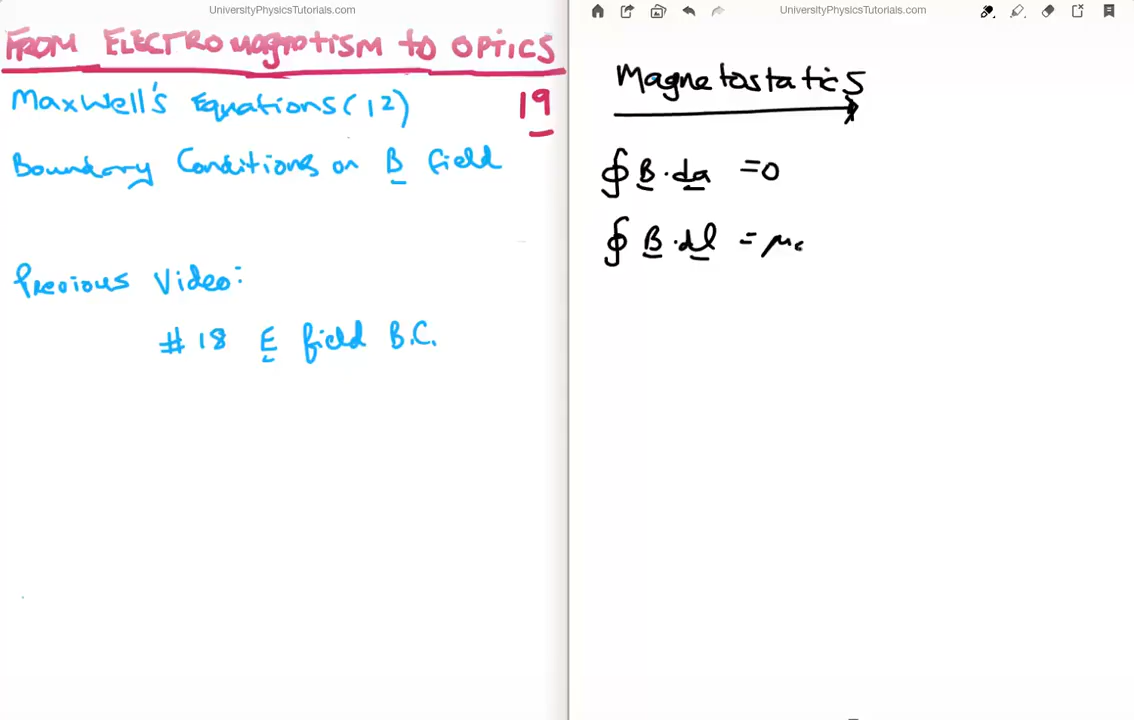 UniversityPhysicsTutorials.com
FROM ELECTROMAGNETISM TO OPTICS
Maxwell's Equations (12) 19
Boundary Conditions on B field
Previous Video:
# 18 E field B.C.
UniversityPhysicsTutorials.com
Magnetostatics
∮ B · da = 0
∮ B · dl = μ₀